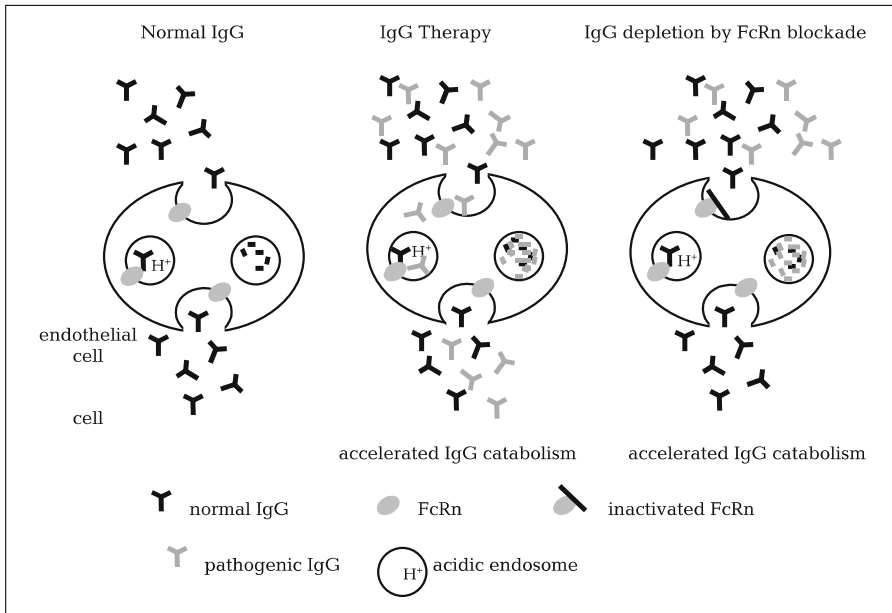 Normal IgG
IgG Therapy
IgG depletion by FcRn blockade
H⁺
H⁺
H⁺
endothelial
cell
cell
accelerated IgG catabolism
accelerated IgG catabolism
normal IgG
FcRn
inactivated FcRn
pathogenic IgG
H⁺
acidic endosome